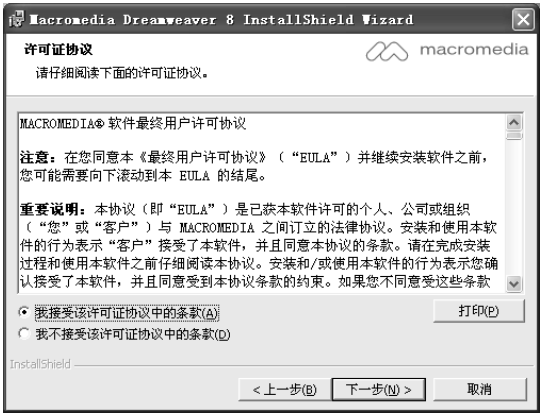 Macromedia Dreamweaver 8 InstallShield Wizard
许可证协议
请仔细阅读下面的许可证协议。
macromedia
MACROMEDIA® 软件最终用户许可协议
注意：在您同意本《最终用户许可协议》（“EULA”）并继续安装软件之前，
您可能需要向下滚动到本 EULA 的结尾。
重要说明：本协议（即“EULA”）是已获本软件许可的个人、公司或组织
（“您”或“客户”）与 MACROMEDIA 之间订立的法律协议。安装和使用本软
件的行为表示“客户”接受了本软件，并且同意本协议的条款。请在完成安装
过程和使用本软件之前仔细阅读本协议。安装和/或使用本软件的行为表示您确
认接受了本软件，并且同意受到本协议条款的约束。如果您不同意受这些条款
我接受该许可证协议中的条款(A)
打印(P)
我不接受该许可证协议中的条款(D)
InstallShield
< 上一步(B)
下一步(N) >
取消